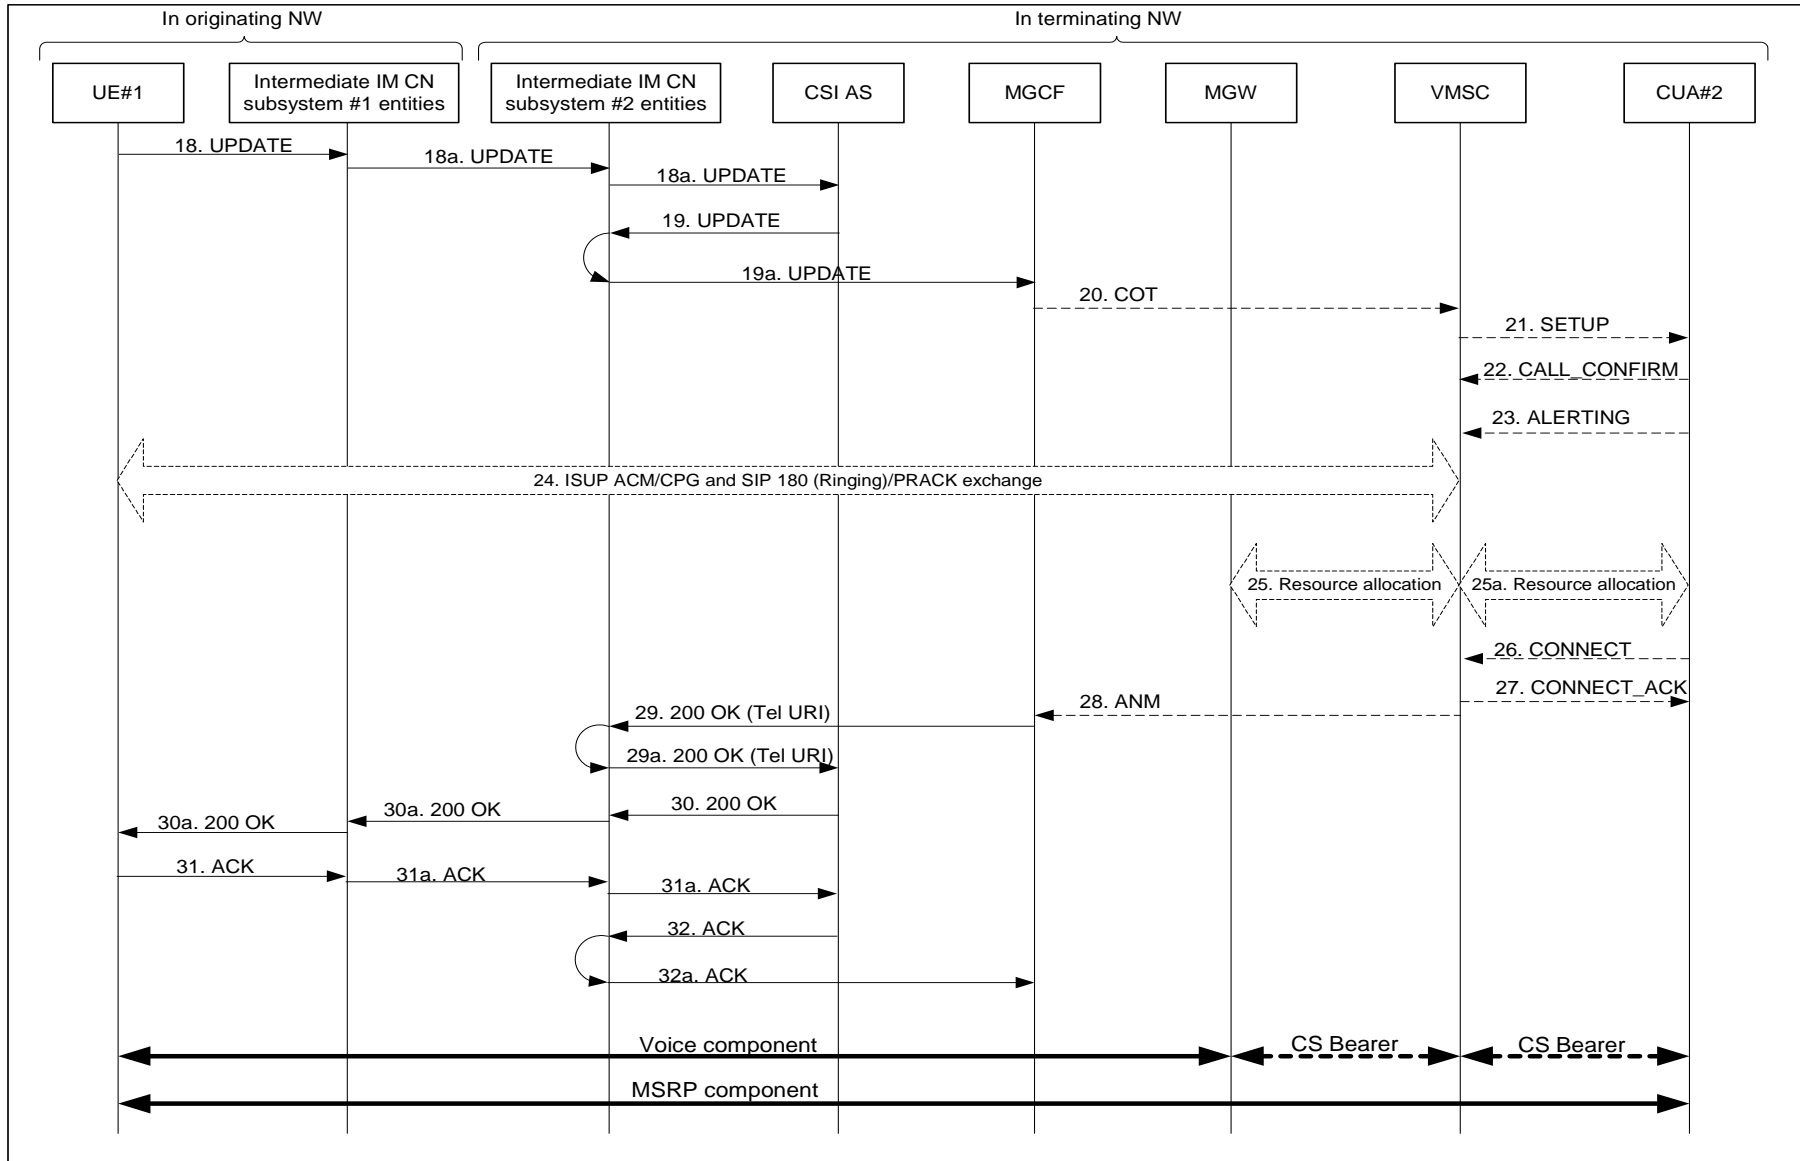 In originating NW
In terminating NW
UE#1
Intermediate IM CN
subsystem #1 entities
Intermediate IM CN
subsystem #2 entities
CSI AS
MGCF
MGW
VMSC
CUA#2
18. UPDATE
18a. UPDATE
18a. UPDATE
19. UPDATE
19a. UPDATE
20. COT
21. SETUP
22. CALL_CONFIRM
23. ALERTING
24. ISUP ACM/CPG and SIP 180 (Ringing)/PRACK exchange
25. Resource allocation
25a. Resource allocation
26. CONNECT
27. CONNECT_ACK
28. ANM
29. 200 OK (Tel URI)
29a. 200 OK (Tel URI)
30. 200 OK
30a. 200 OK
30a. 200 OK
31. ACK
31a. ACK
31a. ACK
32. ACK
32a. ACK
Voice component
CS Bearer
CS Bearer
MSRP component